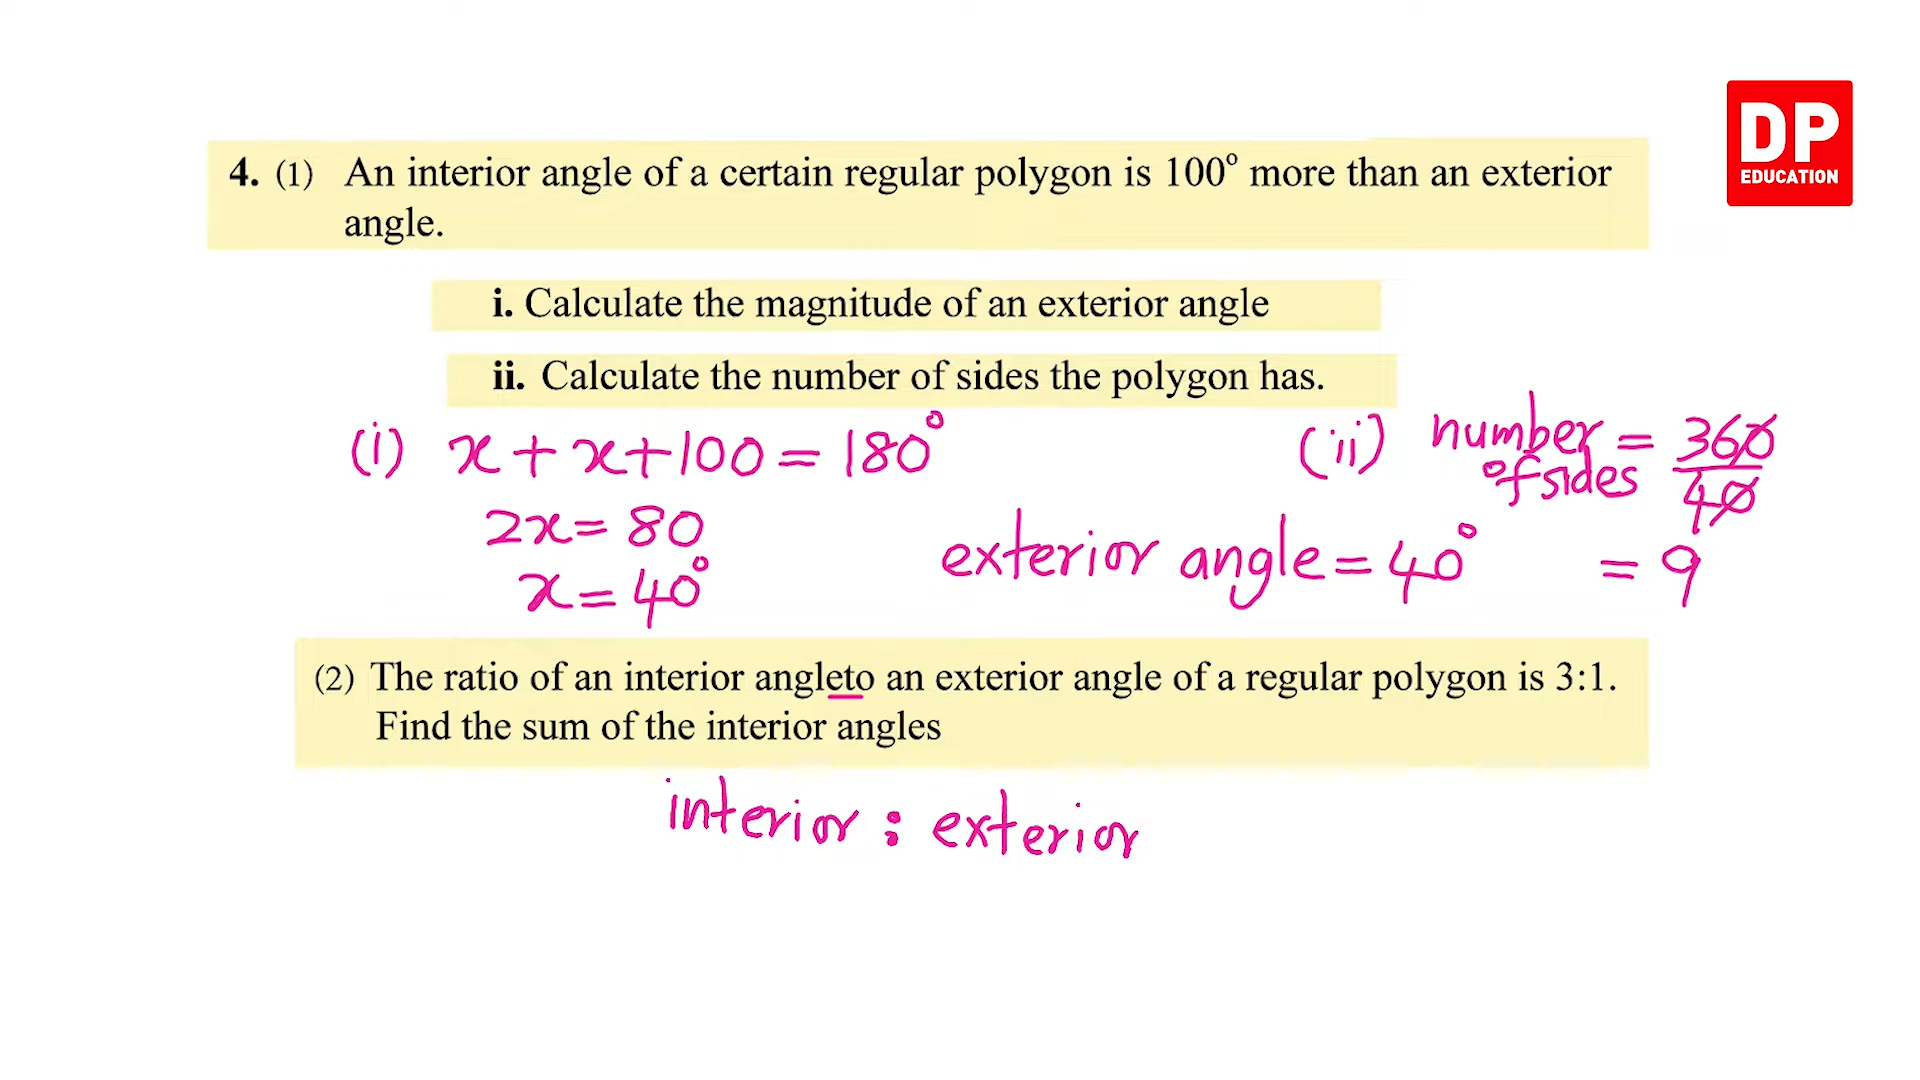 DP
EDUCATION
4. (1) An interior angle of a certain regular polygon is 100° more than an exterior
angle.
i. Calculate the magnitude of an exterior angle
ii. Calculate the number of sides the polygon has.
(i) x + x + 100 = 180°
2x = 80
x = 40°
exterior angle = 40°
(ii) number of sides = 360/40
= 9
(2) The ratio of an interior angleto an exterior angle of a regular polygon is 3:1.
Find the sum of the interior angles
interior : exterior